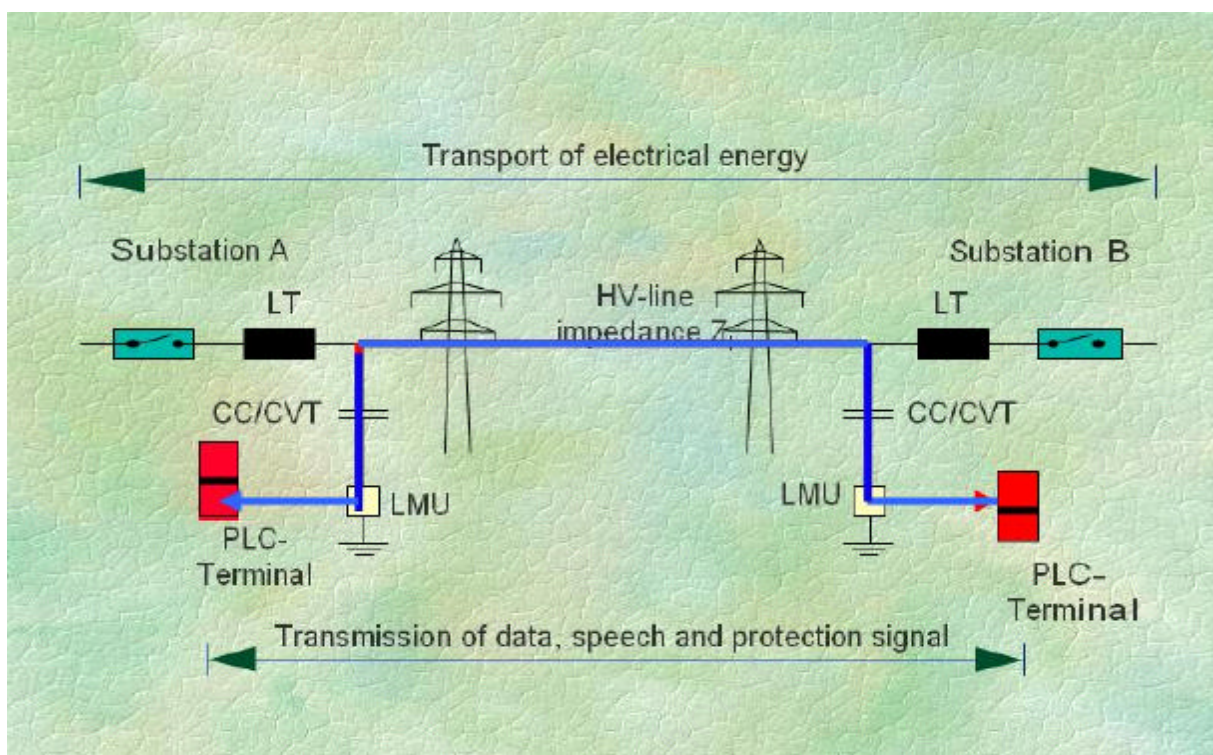 Transport of electrical energy
Substation A
Substation B
LT
HV-line
LT
impedance Z
CC/CVT
CC/CVT
LMU
LMU
PLC-
Terminal
PLC-
Terminal
Transmission of data, speech and protection signal